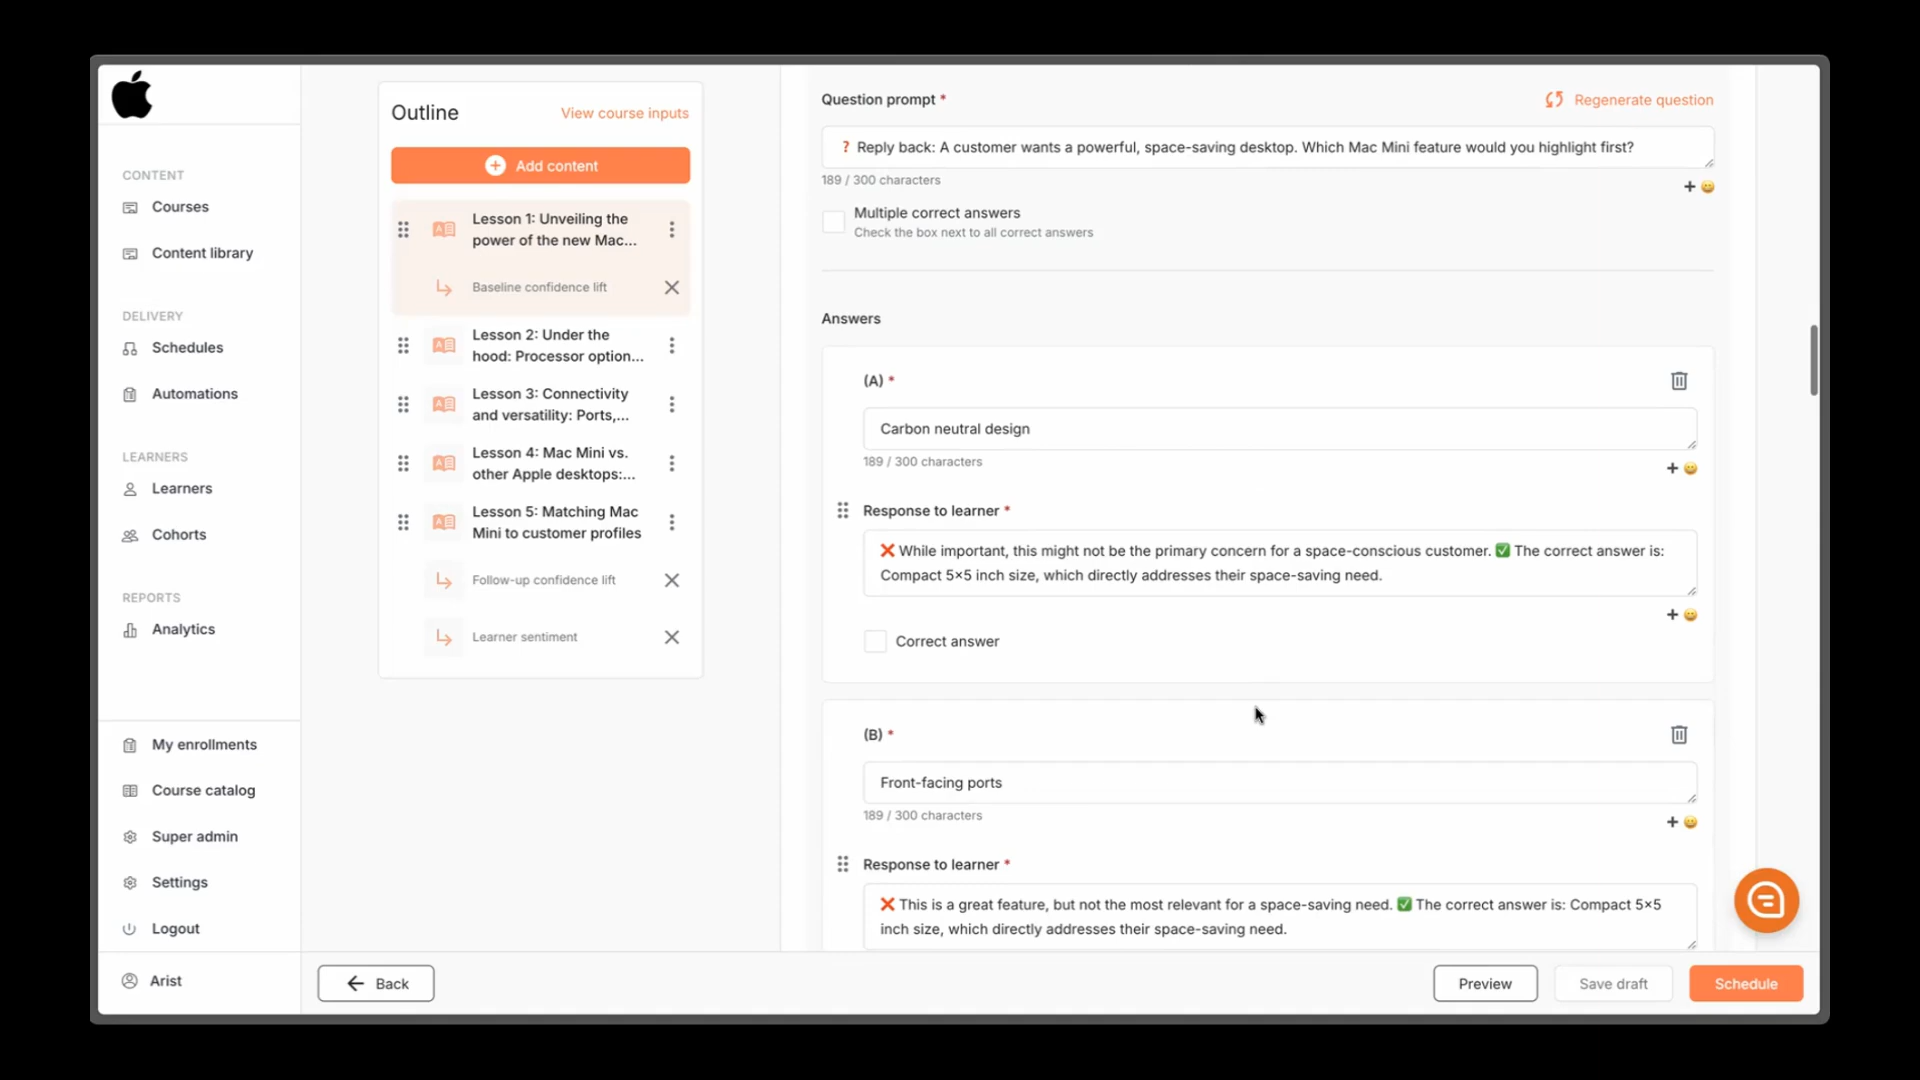 CONTENT
Courses
Content library
DELIVERY
Schedules
Automations
LEARNERS
Learners
Cohorts
REPORTS
Analytics
My enrollments
Course catalog
Super admin
Settings
Logout
Arist
Outline
View course inputs
Add content
Lesson 1: Unveiling the
power of the new Mac...
Baseline confidence lift
Lesson 2: Under the
hood: Processor option...
Lesson 3: Connectivity
and versatility: Ports,...
Lesson 4: Mac Mini vs.
other Apple desktops:...
Lesson 5: Matching Mac
Mini to customer profiles
Follow-up confidence lift
Learner sentiment
Question prompt *
Regenerate question
❓ Reply back: A customer wants a powerful, space-saving desktop. Which Mac Mini feature would you highlight first?
189 / 300 characters
Multiple correct answers
Check the box next to all correct answers
Answers
(A) *
Carbon neutral design
189 / 300 characters
Response to learner *
❌ While important, this might not be the primary concern for a space-conscious customer. ✅ The correct answer is:
Compact 5×5 inch size, which directly addresses their space-saving need.
Correct answer
(B) *
Front-facing ports
189 / 300 characters
Response to learner *
❌ This is a great feature, but not the most relevant for a space-saving need. ✅ The correct answer is: Compact 5×5
inch size, which directly addresses their space-saving need.
Back
Preview
Save draft
Schedule